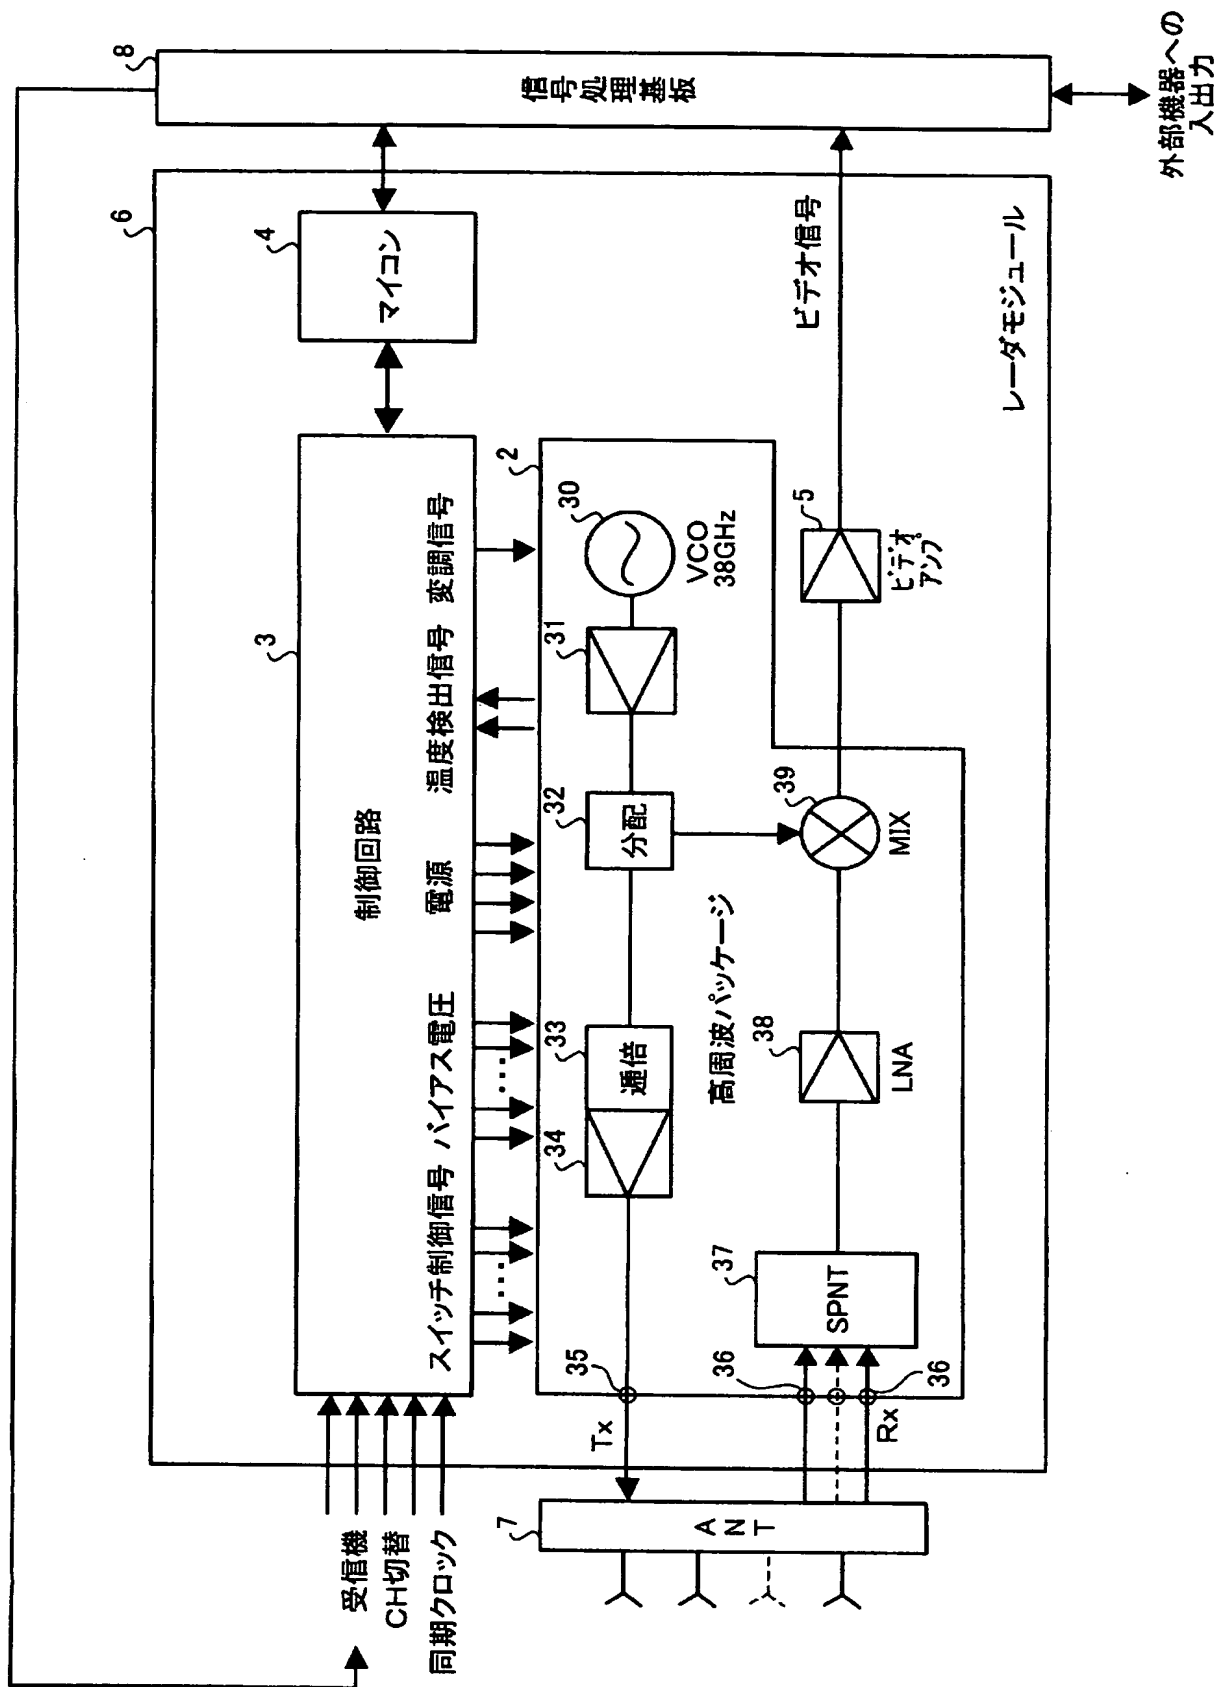 8
信号処理基板
外部機器への
入出力
6
4
マイコン
ビデオ信号
レーダモジュール
3
制御回路
スイッチ制御信号
バイアス電圧
電源
温度検出信号
変調信号
受信機
CH切替
同期クロック
2
30
VCO
38GHz
31
32
分配
33
逓倍
34
35
Tx
高周波パッケージ
5
ビデオ
アンプ
39
MIX
38
LNA
37
SPNT
36
36
Rx
7
ANT